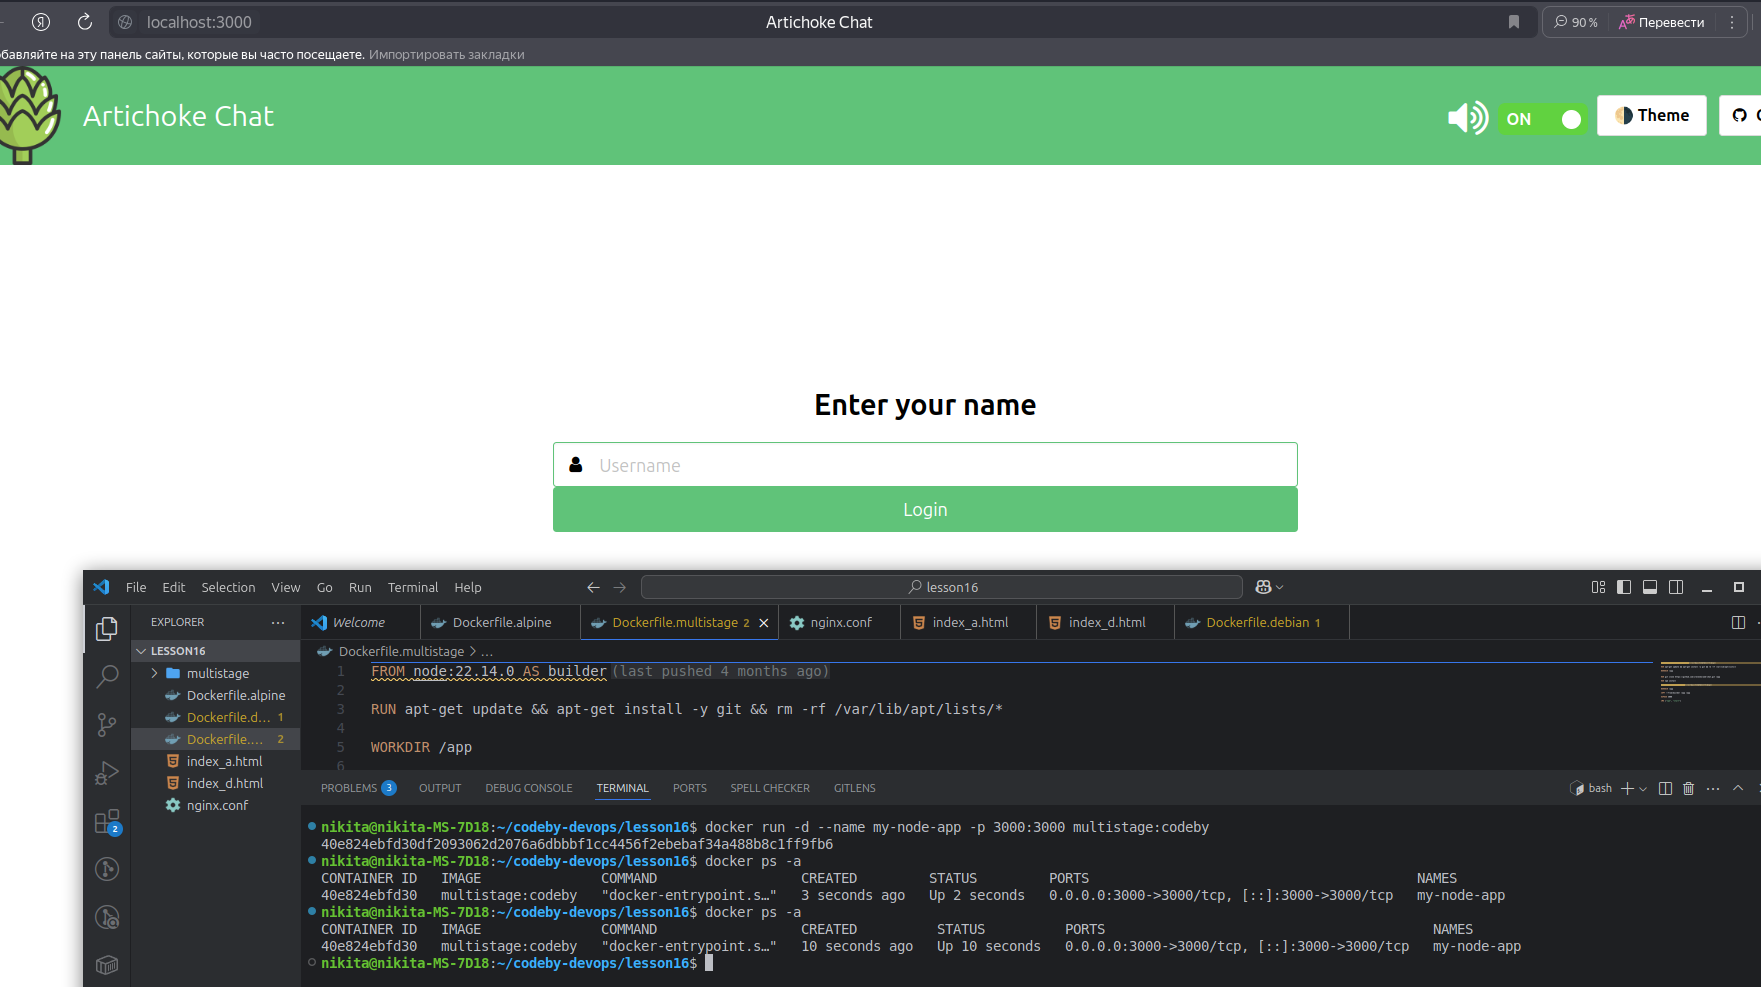 localhost:3000
Artichoke Chat
90 %
Перевести
бавляйте на эту панель сайты, которые вы часто посещаете. Импортировать закладки
Artichoke Chat
ON
Theme
Enter your name
Username
Login
File Edit Selection View Go Run Terminal Help
lesson16
EXPLORER
Welcome
Dockerfile.alpine
Dockerfile.multistage 2
nginx.conf
index_a.html
index_d.html
Dockerfile.debian 1
LESSON16
multistage
Dockerfile.alpine
Dockerfile.d... 1
Dockerfile.... 2
index_a.html
index_d.html
nginx.conf
Dockerfile.multistage > ...
1 FROM node:22.14.0 AS builder (last pushed 4 months ago)
2
3 RUN apt-get update && apt-get install -y git && rm -rf /var/lib/apt/lists/*
4
5 WORKDIR /app
6
PROBLEMS 3 OUTPUT DEBUG CONSOLE TERMINAL PORTS SPELL CHECKER GITLENS
bash
nikita@nikita-MS-7D18:~/codeby-devops/lesson16$ docker run -d --name my-node-app -p 3000:3000 multistage:codeby
40e824ebfd30df2093062d2076a6dbbbf1cc4456f2ebebaf34a488b8c1ff9fb6
nikita@nikita-MS-7D18:~/codeby-devops/lesson16$ docker ps -a
CONTAINER ID IMAGE COMMAND CREATED STATUS PORTS NAMES
40e824ebfd30 multistage:codeby "docker-entrypoint.s…" 3 seconds ago Up 2 seconds 0.0.0.0:3000->3000/tcp, [::]:3000->3000/tcp my-node-app
nikita@nikita-MS-7D18:~/codeby-devops/lesson16$ docker ps -a
CONTAINER ID IMAGE COMMAND CREATED STATUS PORTS NAMES
40e824ebfd30 multistage:codeby "docker-entrypoint.s…" 10 seconds ago Up 10 seconds 0.0.0.0:3000->3000/tcp, [::]:3000->3000/tcp my-node-app
nikita@nikita-MS-7D18:~/codeby-devops/lesson16$
2